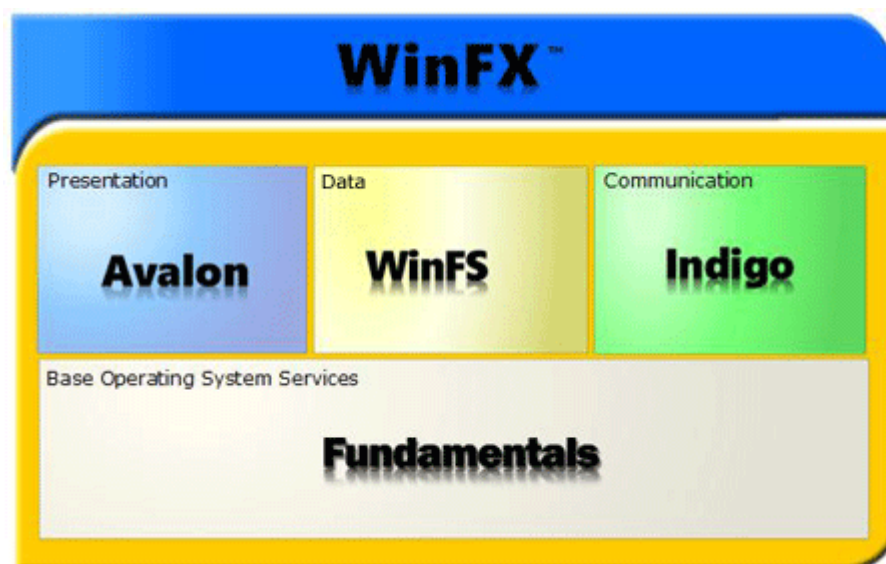 WinFX™
Presentation
Avalon
Data
WinFS
Communication
Indigo
Base Operating System Services
Fundamentals